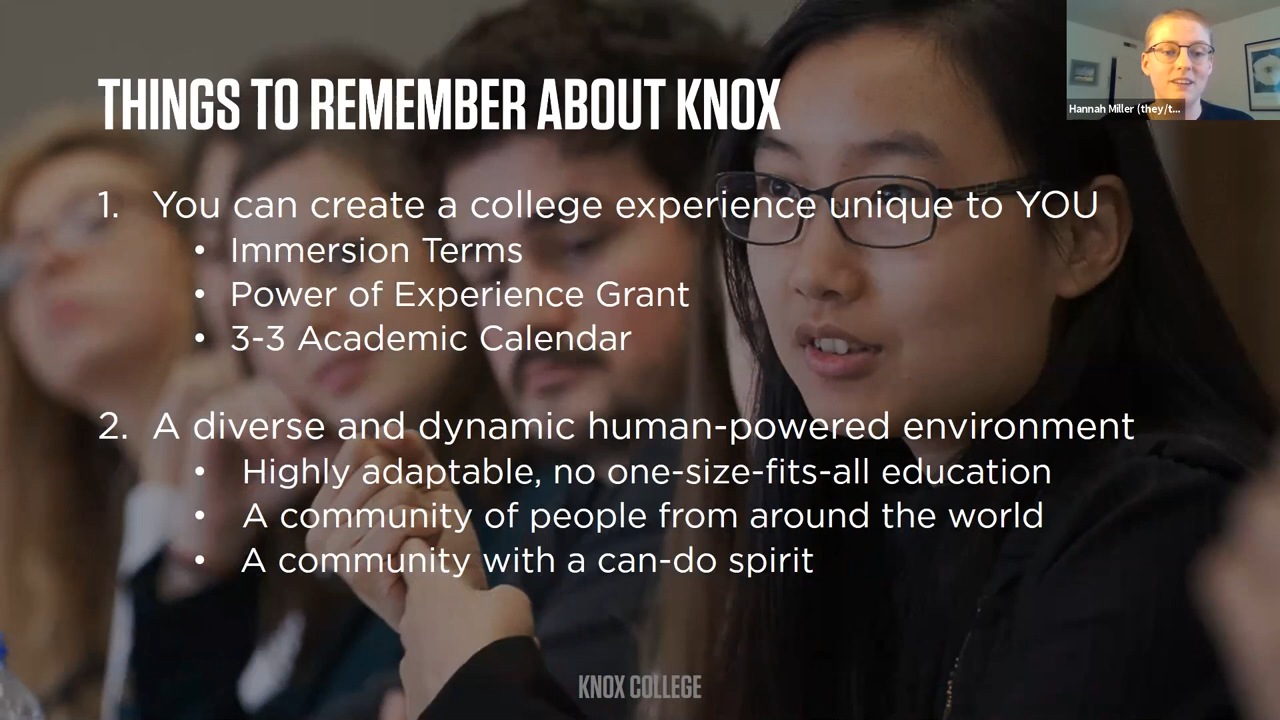 THINGS TO REMEMBER ABOUT KNOX
Hannah Miller (they/t...
1. You can create a college experience unique to YOU
• Immersion Terms
• Power of Experience Grant
• 3-3 Academic Calendar
2. A diverse and dynamic human-powered environment
• Highly adaptable, no one-size-fits-all education
• A community of people from around the world
• A community with a can-do spirit
KNOX COLLEGE